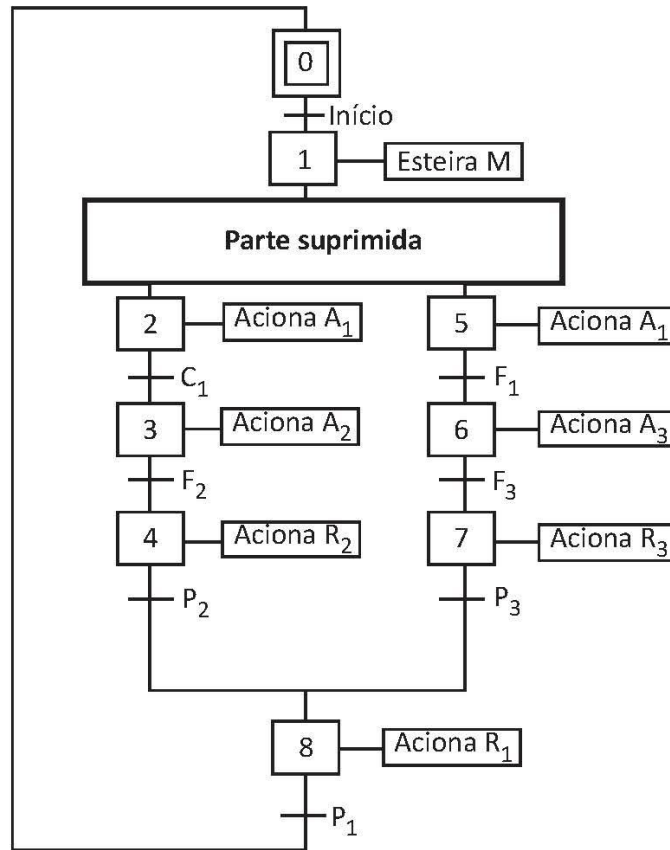 0
Início
1 Esteira M
Parte suprimida
2 Aciona A₁ 5 Aciona A₁
C₁ F₁
3 Aciona A₂ 6 Aciona A₃
F₂ F₃
4 Aciona R₂ 7 Aciona R₃
P₂ P₃
8 Aciona R₁
P₁